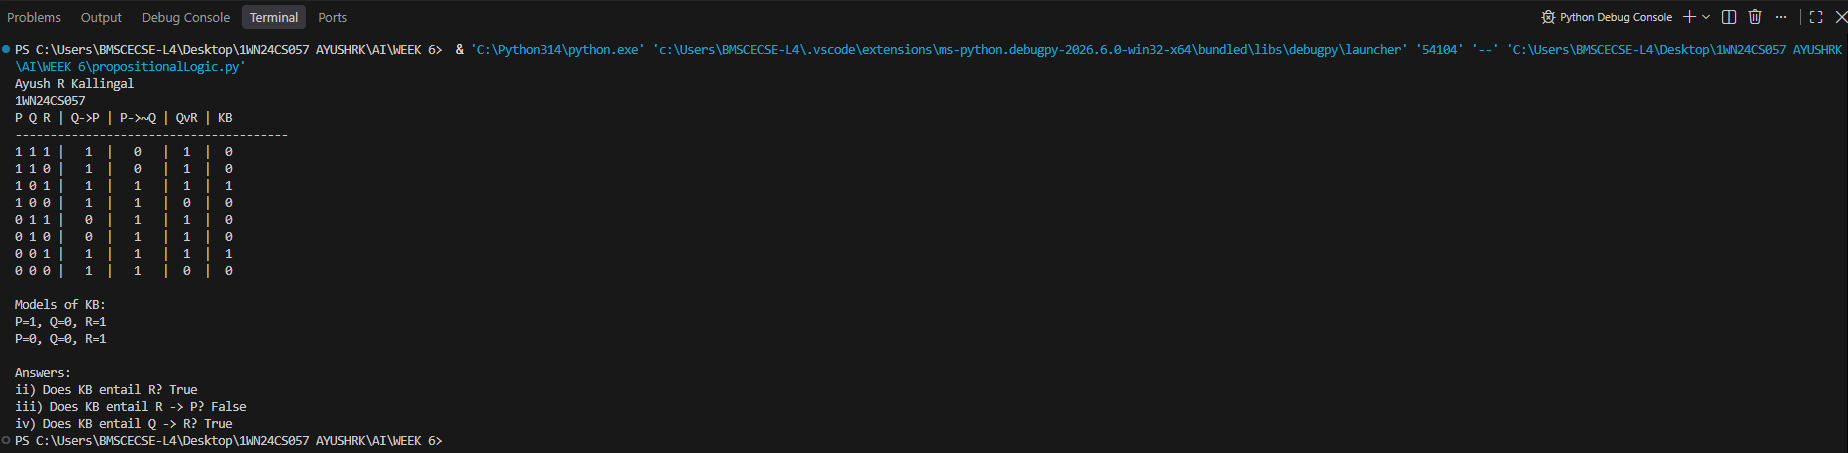 Problems Output Debug Console Terminal Ports Python Debug Console
PS C:\Users\BMSCECSE-L4\Desktop\1WN24CS057 AYUSHRK\AI\WEEK 6> & 'C:\Python314\python.exe' 'c:\Users\BMSCECSE-L4\.vscode\extensions\ms-python.debugpy-2026.6.0-win32-x64\bundled\libs\debugpy\launcher' '54104' '--' 'C:\Users\BMSCECSE-L4\Desktop\1WN24CS057 AYUSHRK
\AI\WEEK 6\propositionalLogic.py'
Ayush R Kallingal
1WN24CS057
P Q R | Q->P | P->~Q | QvR | KB
---------------------------------------
1 1 1 | 1 | 0 | 1 | 0
1 1 0 | 1 | 0 | 1 | 0
1 0 1 | 1 | 1 | 1 | 1
1 0 0 | 1 | 1 | 0 | 0
0 1 1 | 0 | 1 | 1 | 0
0 1 0 | 0 | 1 | 1 | 0
0 0 1 | 1 | 1 | 1 | 1
0 0 0 | 1 | 1 | 0 | 0
Models of KB:
P=1, Q=0, R=1
P=0, Q=0, R=1
Answers:
ii) Does KB entail R? True
iii) Does KB entail R -> P? False
iv) Does KB entail Q -> R? True
PS C:\Users\BMSCECSE-L4\Desktop\1WN24CS057 AYUSHRK\AI\WEEK 6>